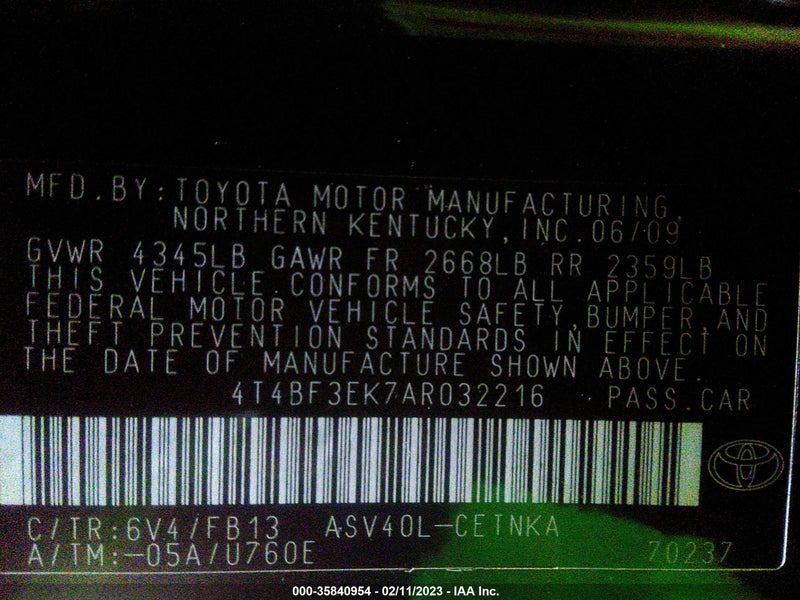 MFD.BY:TOYOTA MOTOR MANUFACTURING,
NORTHERN KENTUCKY,INC.06/09
GVWR 4345LB GAWR FR 2668LB RR 2359LB
THIS VEHICLE CONFORMS TO ALL APPLICABLE
FEDERAL MOTOR VEHICLE SAFETY,BUMPER,AND
THEFT PREVENTION STANDARDS IN EFFECT ON
THE DATE OF MANUFACTURE SHOWN ABOVE.
4T4BF3EK7AR032216 PASS.CAR
C/TR:6V4/FB13 ASV40L-CETNKA
A/TM:-05A/U760E 70237
000-35840954 - 02/11/2023 - IAA Inc.